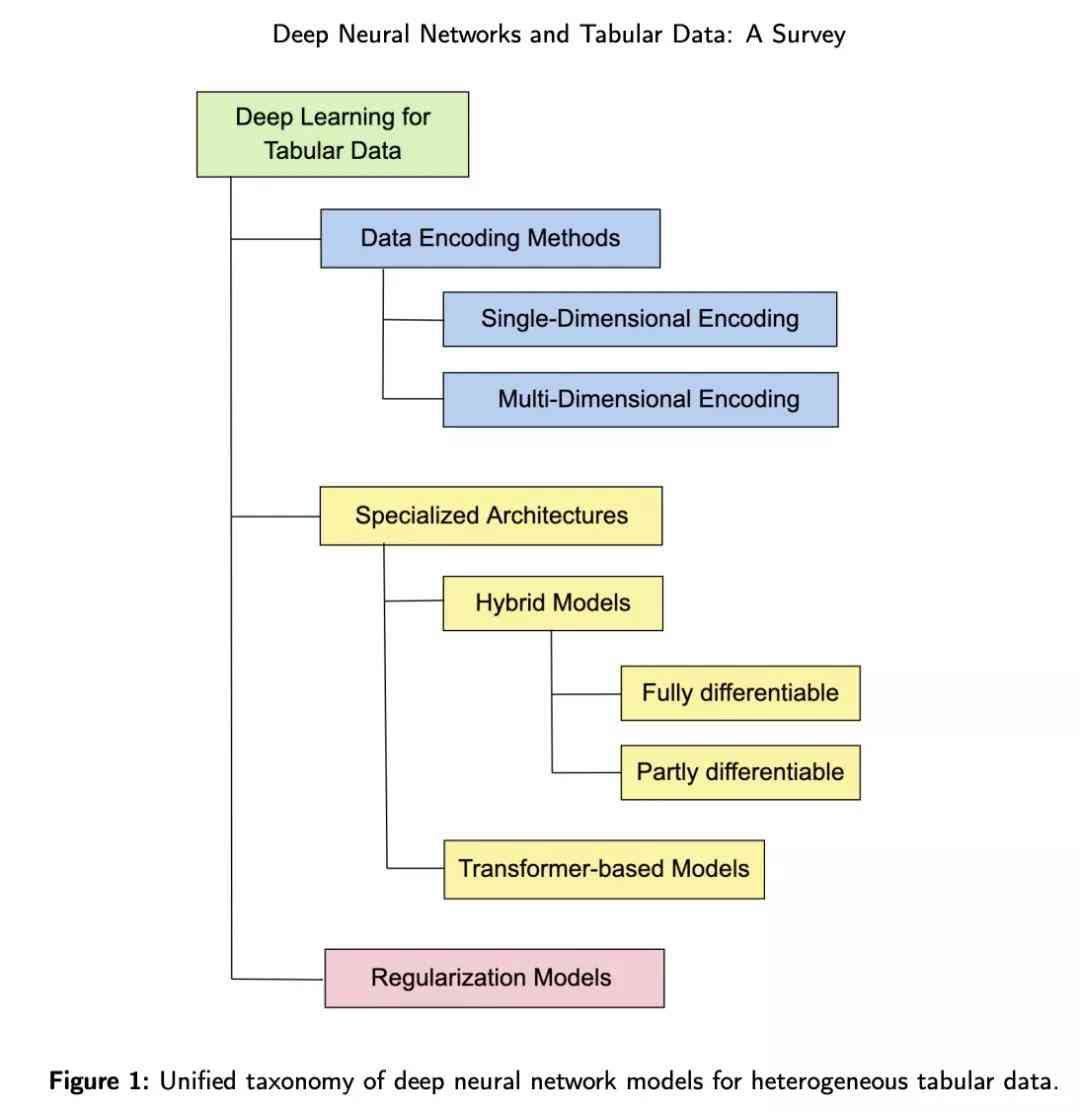 Deep Neural Networks and Tabular Data: A Survey
Deep Learning for
Tabular Data
Data Encoding Methods
Single-Dimensional Encoding
Multi-Dimensional Encoding
Specialized Architectures
Hybrid Models
Fully differentiable
Partly differentiable
Transformer-based Models
Regularization Models
Figure 1: Unified taxonomy of deep neural network models for heterogeneous tabular data.